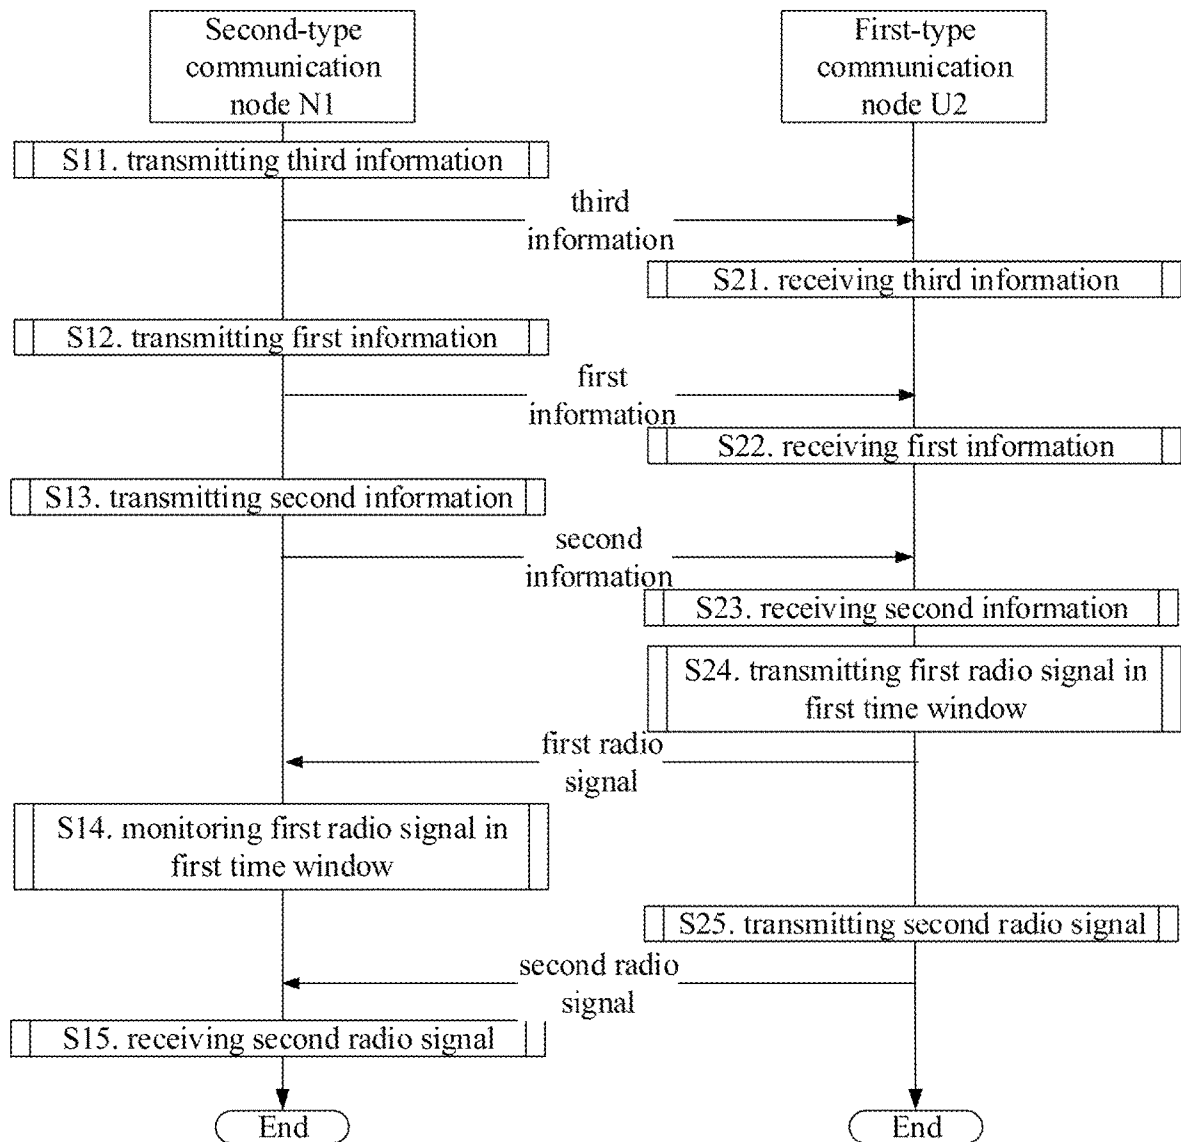 Second-type
communication
node N1
First-type
communication
node U2
S11. transmitting third information
third
information
S21. receiving third information
S12. transmitting first information
first
information
S22. receiving first information
S13. transmitting second information
second
information
S23. receiving second information
S24. transmitting first radio signal in
first time window
first radio
signal
S14. monitoring first radio signal in
first time window
S25. transmitting second radio signal
second radio
signal
S15. receiving second radio signal
End
End